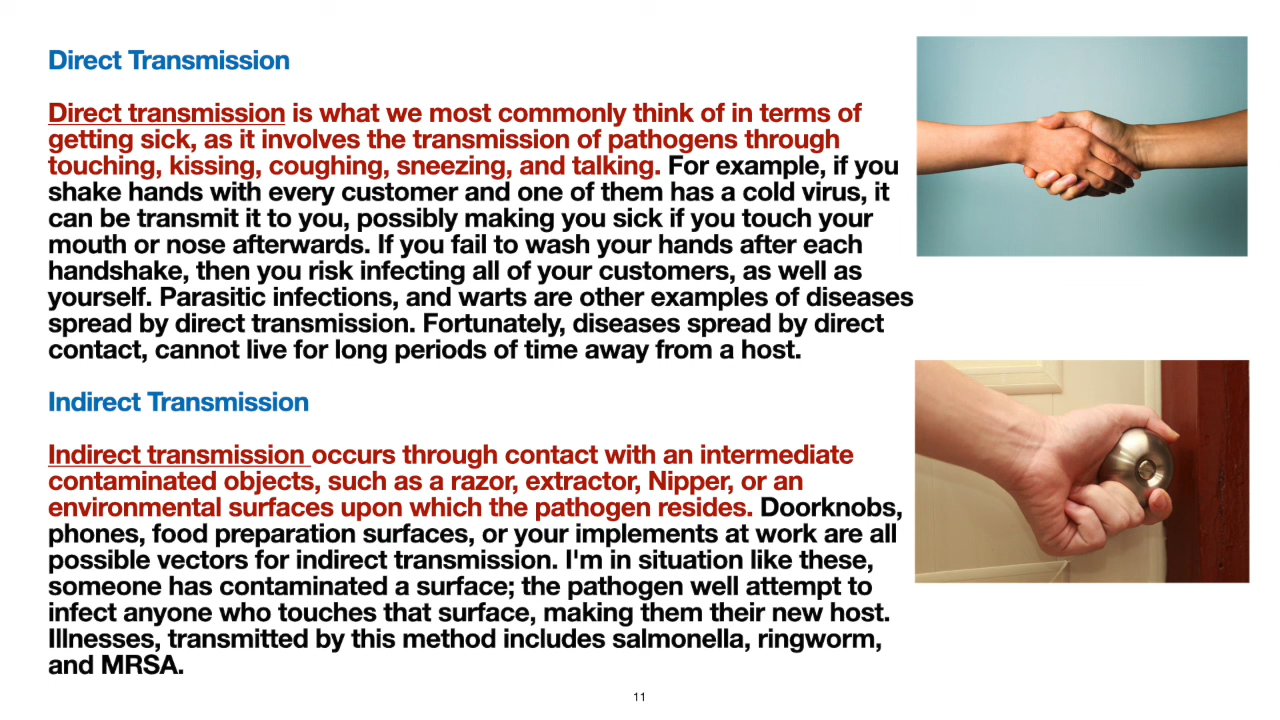 Direct Transmission
Direct transmission is what we most commonly think of in terms of
getting sick, as it involves the transmission of pathogens through
touching, kissing, coughing, sneezing, and talking. For example, if you
shake hands with every customer and one of them has a cold virus, it
can be transmit it to you, possibly making you sick if you touch your
mouth or nose afterwards. If you fail to wash your hands after each
handshake, then you risk infecting all of your customers, as well as
yourself. Parasitic infections, and warts are other examples of diseases
spread by direct transmission. Fortunately, diseases spread by direct
contact, cannot live for long periods of time away from a host.
Indirect Transmission
Indirect transmission occurs through contact with an intermediate
contaminated objects, such as a razor, extractor, Nipper, or an
environmental surfaces upon which the pathogen resides. Doorknobs,
phones, food preparation surfaces, or your implements at work are all
possible vectors for indirect transmission. I'm in situation like these,
someone has contaminated a surface; the pathogen well attempt to
infect anyone who touches that surface, making them their new host.
Illnesses, transmitted by this method includes salmonella, ringworm,
and MRSA.
11